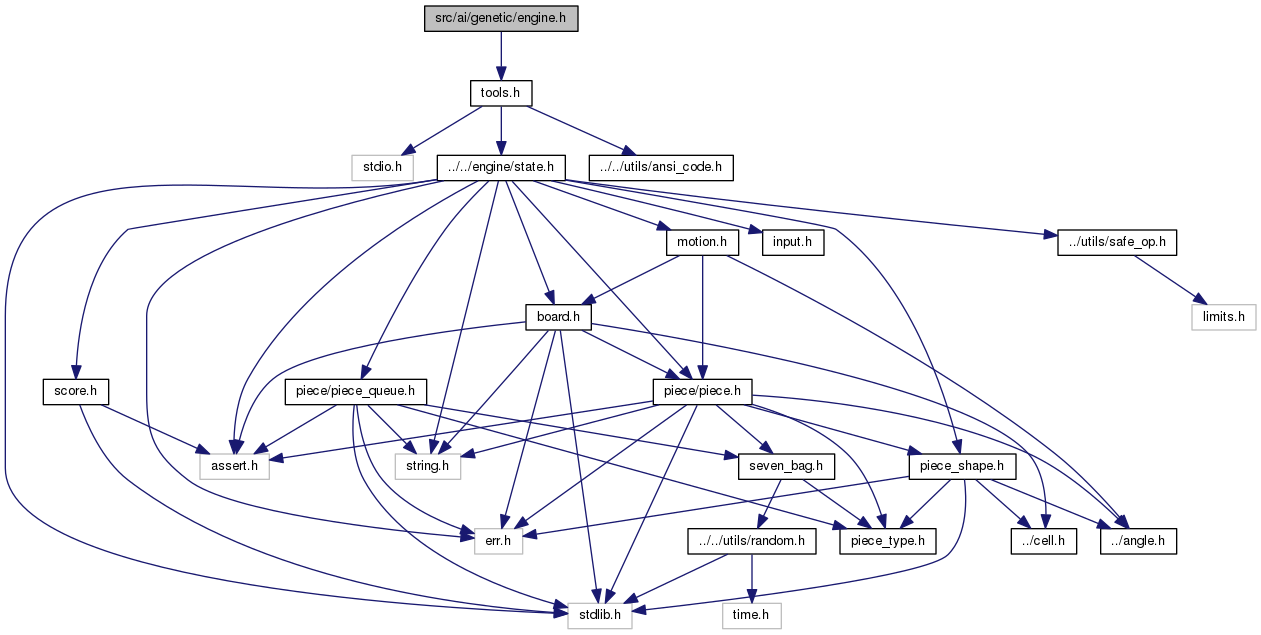 src/ai/genetic/engine.h
tools.h
stdio.h
../../engine/state.h
../../utils/ansi_code.h
motion.h
input.h
../utils/safe_op.h
board.h
limits.h
score.h
piece/piece_queue.h
piece/piece.h
assert.h
string.h
seven_bag.h
piece_shape.h
err.h
../../utils/random.h
piece_type.h
../cell.h
../angle.h
stdlib.h
time.h